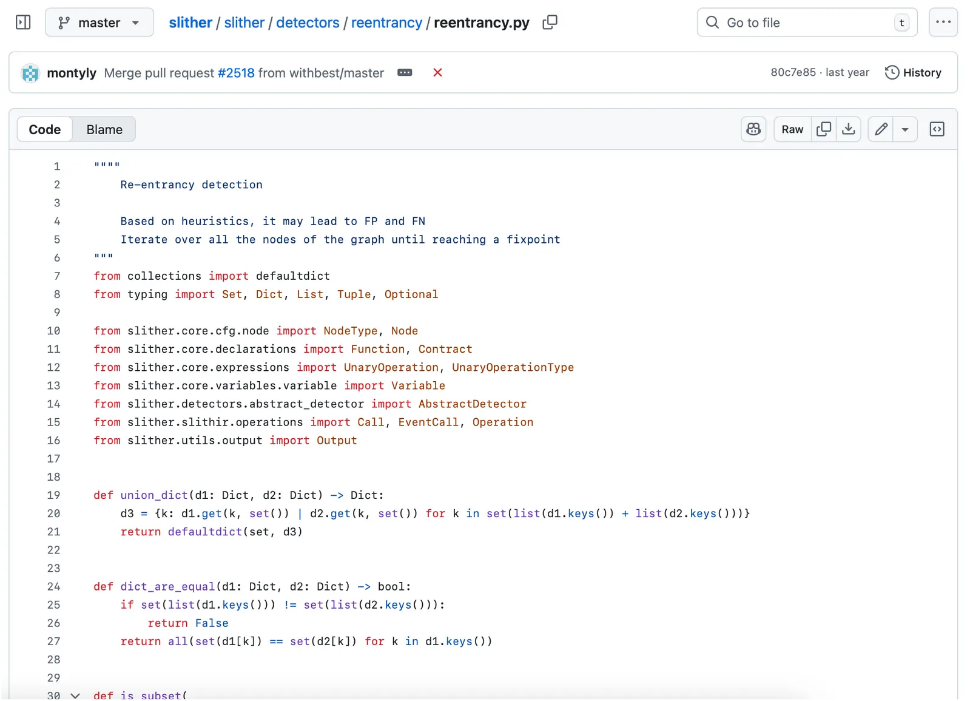 master
slither / slither / detectors / reentrancy / reentrancy.py
Go to file
t
montyly Merge pull request #2518 from withbest/master
80c7e85 · last year
History
Code
Blame
Raw
1 """"
2     Re-entrancy detection
3
4     Based on heuristics, it may lead to FP and FN
5     Iterate over all the nodes of the graph until reaching a fixpoint
6 """
7 from collections import defaultdict
8 from typing import Set, Dict, List, Tuple, Optional
9
10 from slither.core.cfg.node import NodeType, Node
11 from slither.core.declarations import Function, Contract
12 from slither.core.expressions import UnaryOperation, UnaryOperationType
13 from slither.core.variables.variable import Variable
14 from slither.detectors.abstract_detector import AbstractDetector
15 from slither.slithir.operations import Call, EventCall, Operation
16 from slither.utils.output import Output
17
18
19 def union_dict(d1: Dict, d2: Dict) -> Dict:
20     d3 = {k: d1.get(k, set()) | d2.get(k, set()) for k in set(list(d1.keys()) + list(d2.keys()))}
21     return defaultdict(set, d3)
22
23
24 def dict_are_equal(d1: Dict, d2: Dict) -> bool:
25     if set(list(d1.keys())) != set(list(d2.keys())):
26         return False
27     return all(set(d1[k]) == set(d2[k]) for k in d1.keys())
28
29
30 def is_subset(